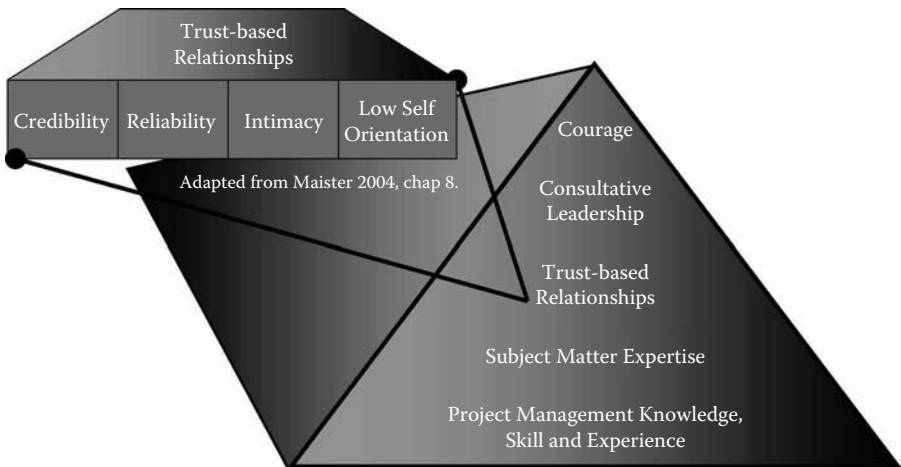 Trust-based
Relationships
Credibility
Reliability
Intimacy
Low Self
Orientation
Adapted from Maister 2004, chap 8.
Courage
Consultative
Leadership
Trust-based
Relationships
Subject Matter Expertise
Project Management Knowledge,
Skill and Experience